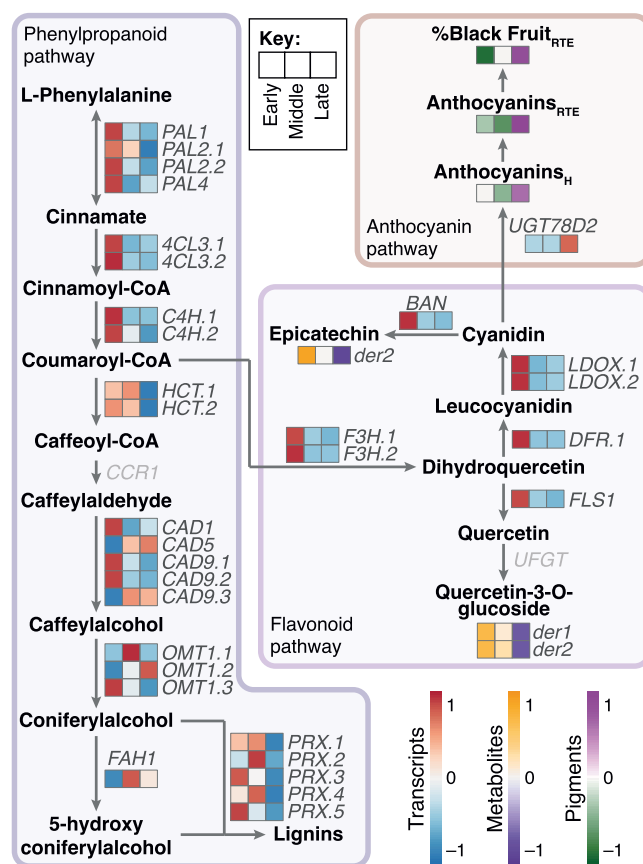 Phenylpropanoid
pathway
L-Phenylalanine
PAL1
PAL2.1
PAL2.2
PAL4
Cinnamate
4CL3.1
4CL3.2
Cinnamoyl-CoA
C4H.1
C4H.2
Coumaroyl-CoA
HCT.1
HCT.2
Caffeoyl-CoA
CCR1
Caffeylaldehyde
CAD1
CAD5
CAD9.1
CAD9.2
CAD9.3
Caffeylalcohol
OMT1.1
OMT1.2
OMT1.3
Coniferylalcohol
FAH1
5-hydroxy
coniferylalcohol
PRX.1
PRX.2
PRX.3
PRX.4
PRX.5
Lignins
Key:
Early
Middle
Late
%Black FruitRTE
AnthocyaninsRTE
AnthocyaninsH
UGT78D2
Anthocyanin
pathway
BAN
Epicatechin
der2
Cyanidin
LDOX.1
LDOX.2
Leucocyanidin
F3H.1
F3H.2
DFR.1
Dihydroquercetin
FLS1
Quercetin
UFGT
Quercetin-3-O-
glucoside
der1
der2
Flavonoid
pathway
Transcripts
1
0
−1
Metabolites
1
0
−1
Pigments
1
0
−1